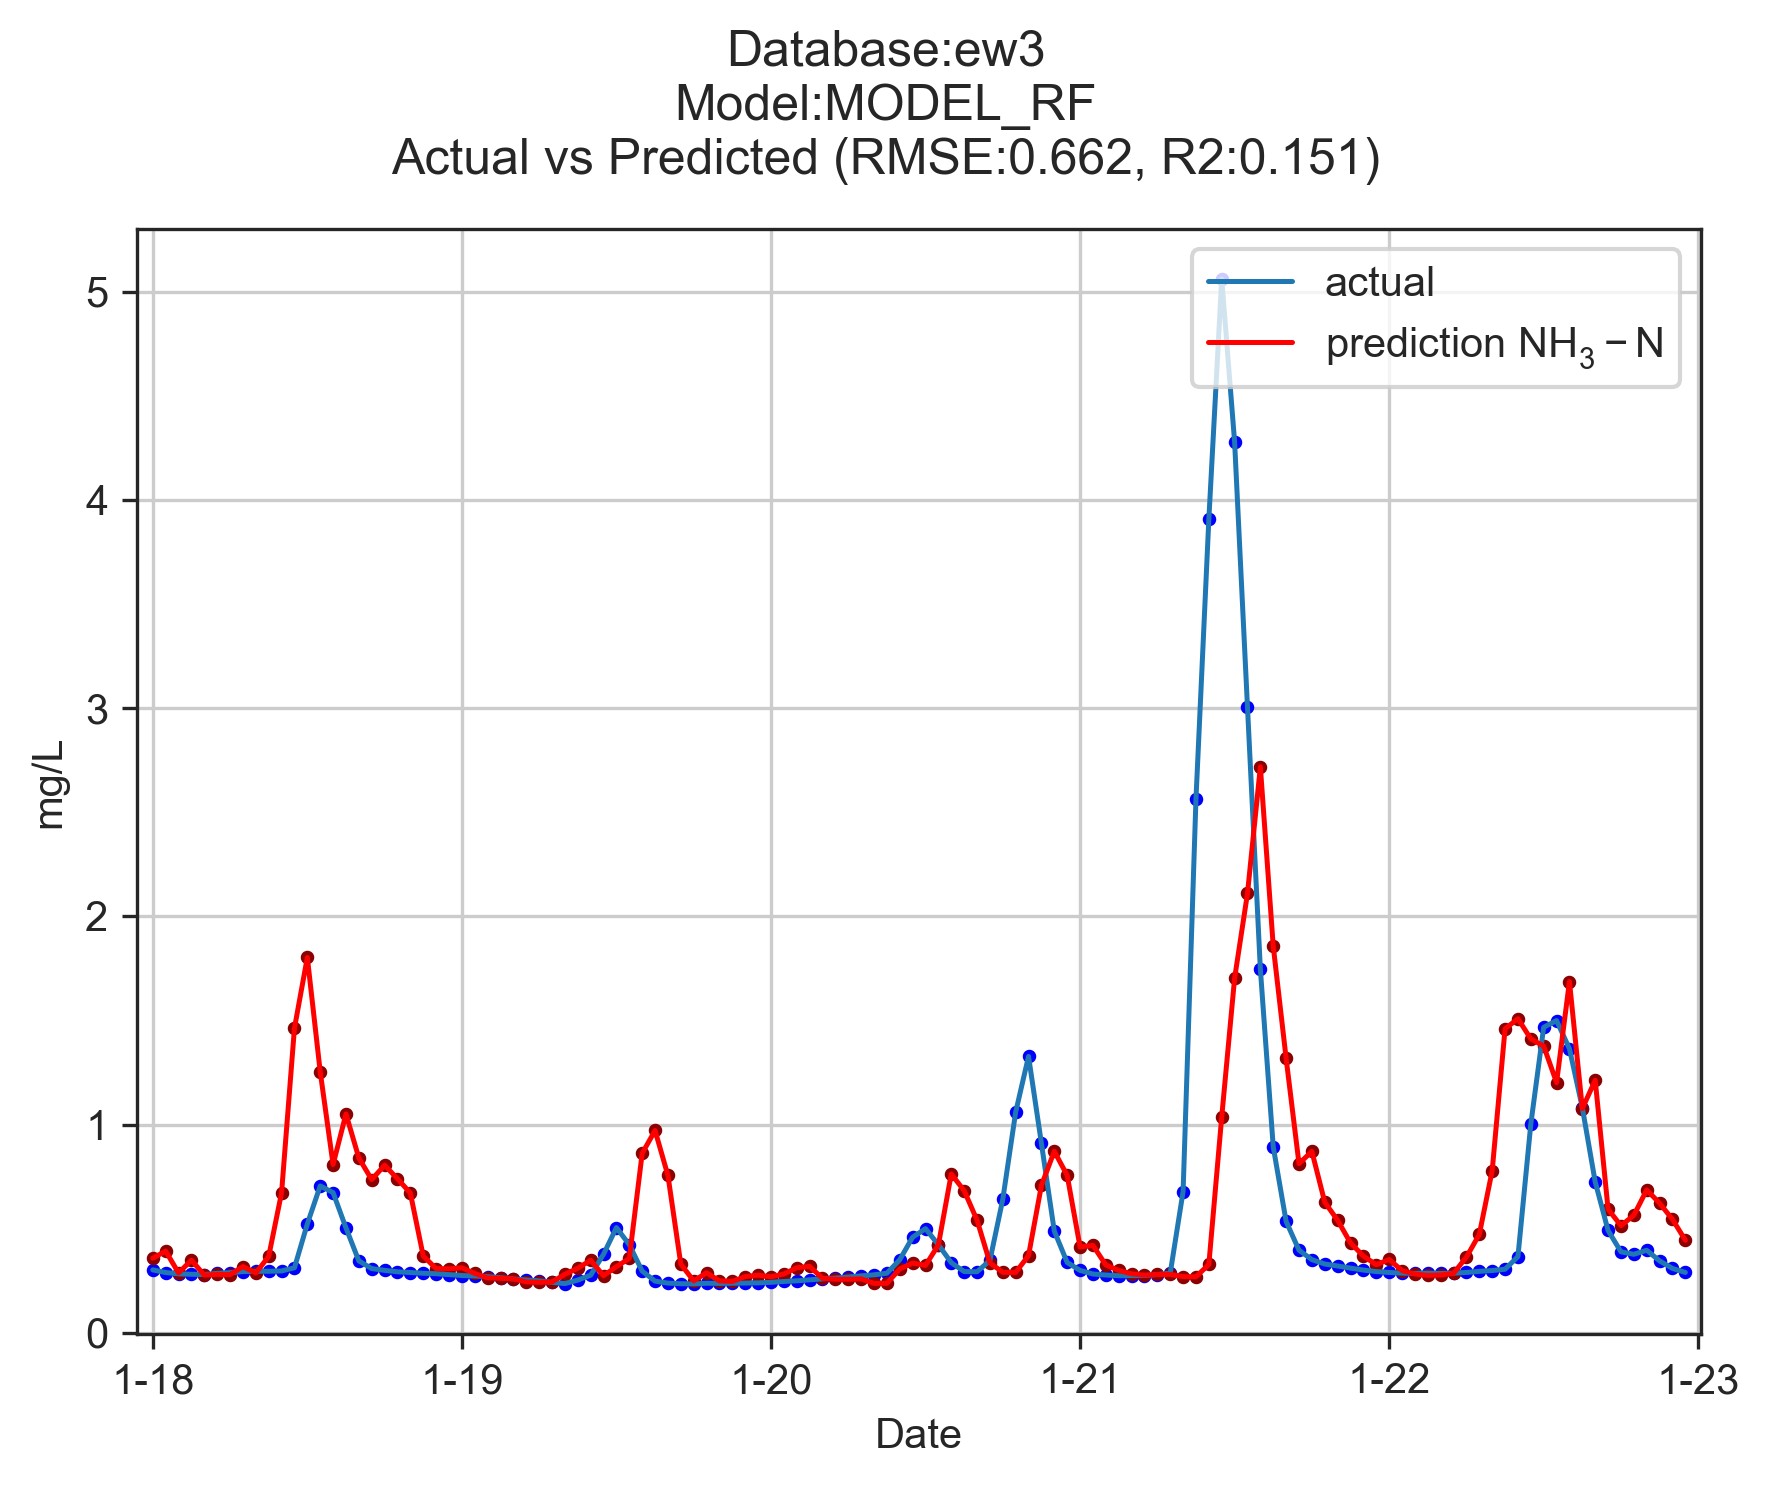 Database:ew3
Model:MODEL_RF
Actual vs Predicted (RMSE:0.662, R2:0.151)
actual
prediction NH₃ − N
5
4
3
2
1
0
mg/L
1-18 1-19 1-20 1-21 1-22 1-23
Date